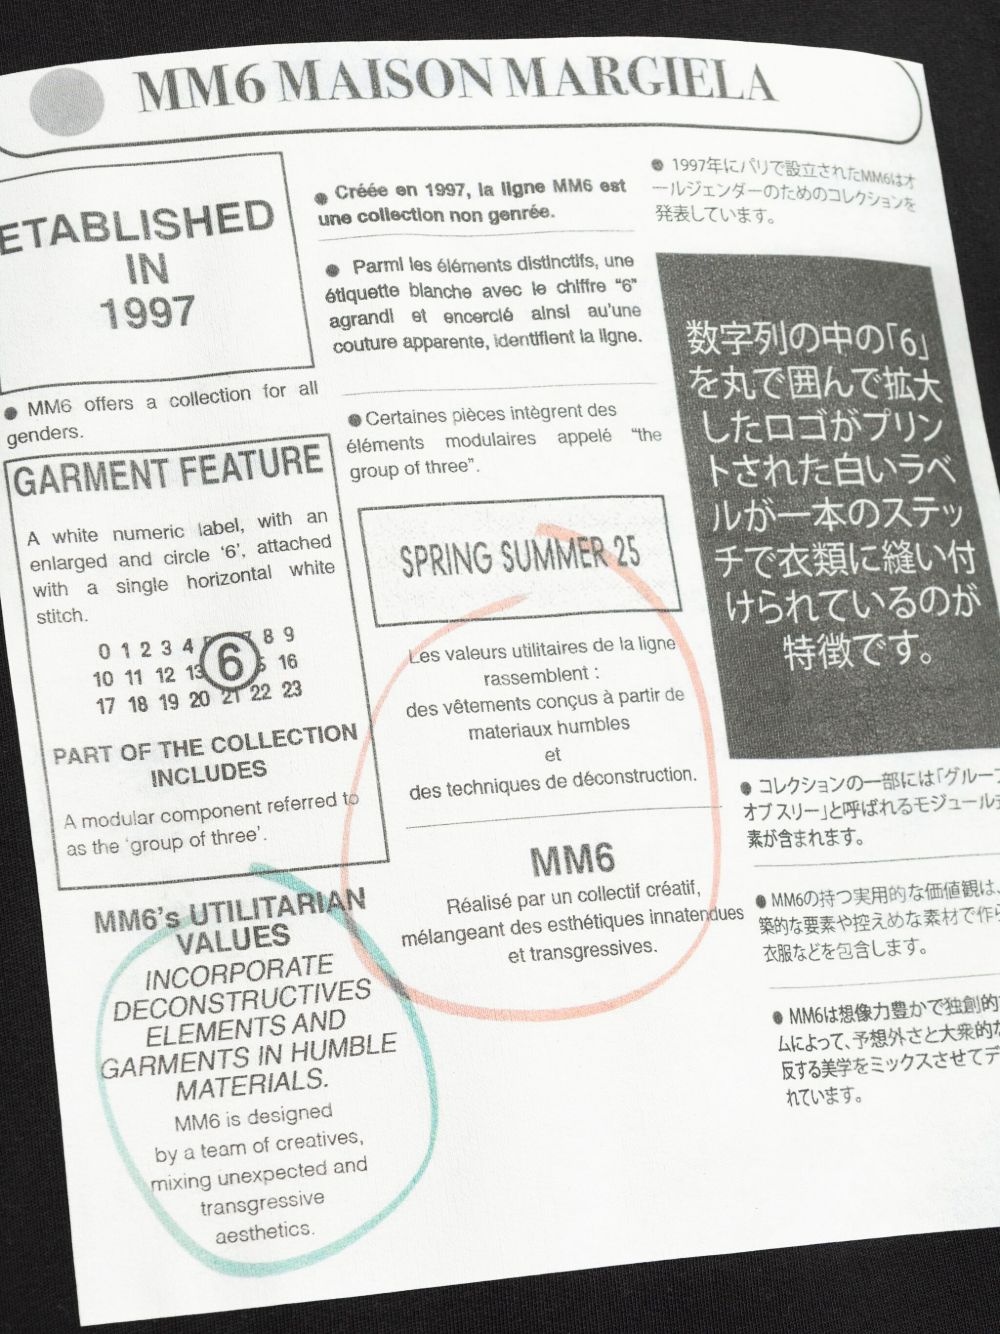 MM6 MAISON MARGIELA
ETABLISHED
IN
1997
● MM6 offers a collection for all
genders.
GARMENT FEATURE
A white numeric label, with an
enlarged and circle ‘6’, attached
with a single horizontal white
stitch.
0 1 2 3 4 6 8 9
10 11 12 13 16
17 18 19 20 21 22 23
PART OF THE COLLECTION
INCLUDES
A modular component referred to
as the ‘group of three’.
MM6’s UTILITARIAN
VALUES
INCORPORATE
DECONSTRUCTIVES
ELEMENTS AND
GARMENTS IN HUMBLE
MATERIALS.
MM6 is designed
by a team of creatives,
mixing unexpected and
transgressive
aesthetics.
● Créée en 1997, la ligne MM6 est
une collection non genrée.
● Parmi les éléments distinctifs, une
étiquette blanche avec le chiffre “6”
agrandi et encerclé ainsi au’une
couture apparente, identifient la ligne.
● Certaines pièces intègrent des
éléments modulaires appelé “the
group of three”.
SPRING SUMMER 25
Les valeurs utilitaires de la ligne
rassemblent :
des vêtements conçus à partir de
materiaux humbles
et
des techniques de déconstruction.
MM6
Réalisé par un collectif créatif,
mélangeant des esthétiques innatendues
et transgressives.
● 1997年にパリで設立されたMM6はオ
ールジェンダーのためのコレクションを
発表しています。
数字列の中の「6」
を丸で囲んで拡大
したロゴがプリン
トされた白いラベ
ルが一本のステッ
チで衣類に縫い付
けられているのが
特徴です。
● コレクションの一部には「グループ
オブスリー」と呼ばれるモジュール
素が含まれます。
● MM6の持つ実用的な価値観は、
築的な要素や控えめな素材で作ら
衣服などを包含します。
● MM6は想像力豊かで独創的
ムによって、予想外さと大衆的な
反する美学をミックスさせてデ
れています。